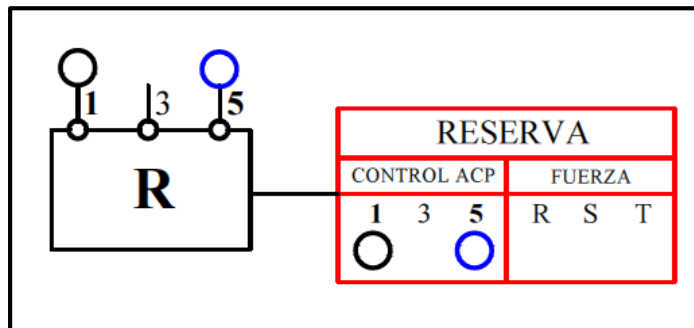 1 3 5
R
RESERVA
CONTROL ACP FUERZA
1 3 5 R S T